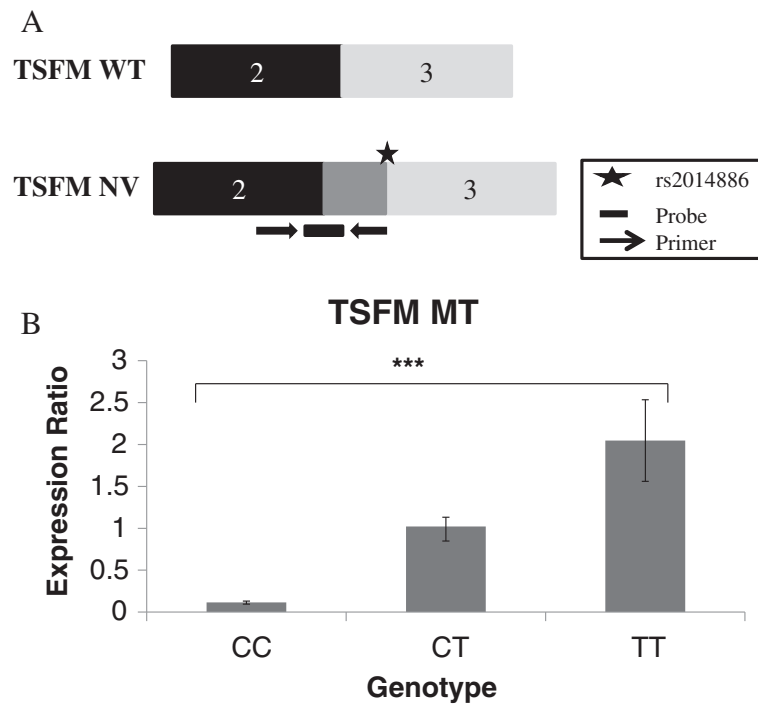 A
TSFM WT 2 3
TSFM NV 2 3
rs2014886
Probe
Primer
B
TSFM MT
***
Expression Ratio
3
2.5
2
1.5
1
0.5
0
CC CT TT
Genotype